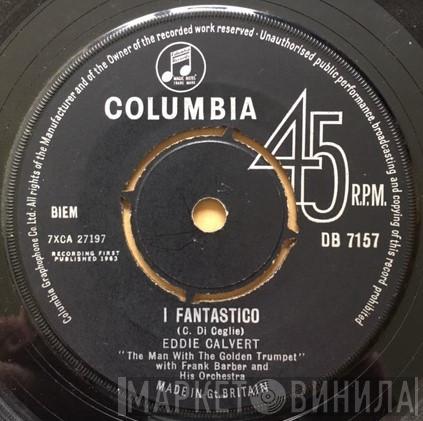 Columbia Graphophone Co. Ltd. All rights of the Manufacturer and of the Owner of the recorded work reserved - Unauthorised public performance, broadcasting and copying of this record prohibited
MAGIC NOTES
TRADE MARK
COLUMBIA
45
R.P.M.
BIEM
7XCA 27197
DB 7157
RECORDING FIRST
PUBLISHED 1963
I FANTASTICO
(C. Di Ceglie)
EDDIE CALVERT
"The Man With The Golden Trumpet"
with Frank Barber and
His Orchestra
MADE IN GT. BRITAIN
МАРКЕТ
ВИНИЛА!